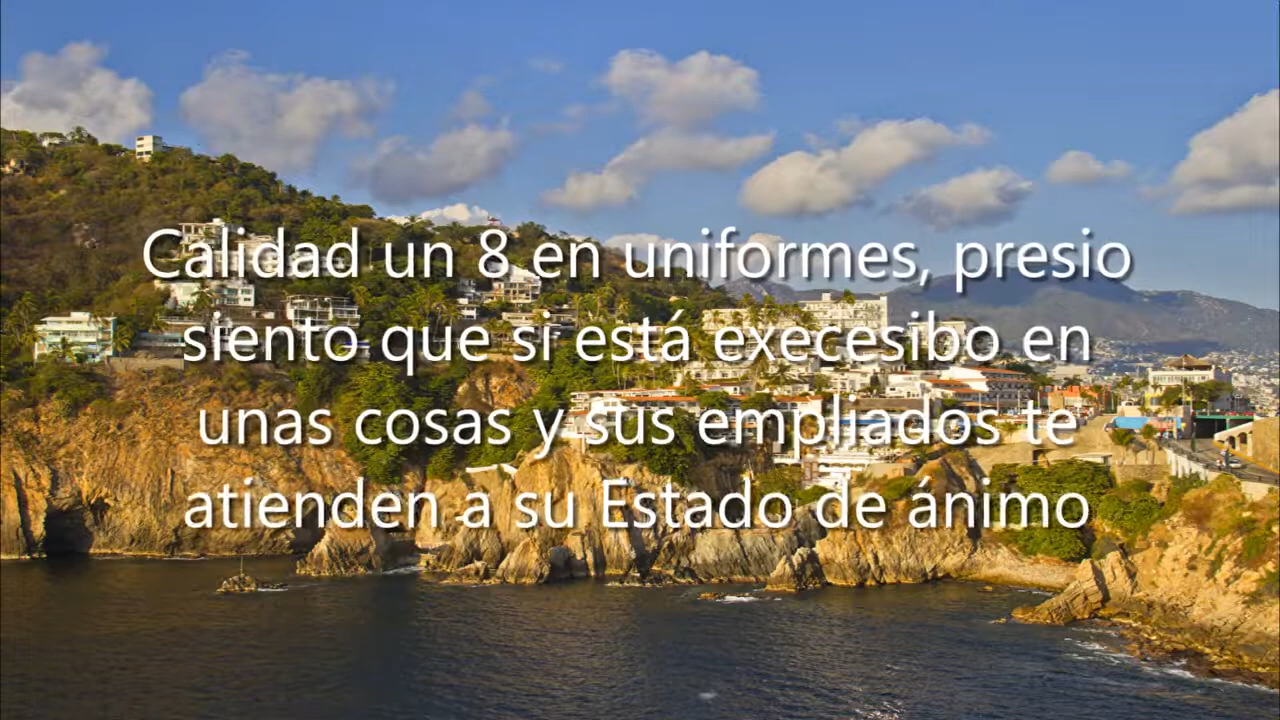 Calidad un 8 en uniformes, presio
siento que si está execesibo en
unas cosas y sus empliados te
atienden a su Estado de ánimo